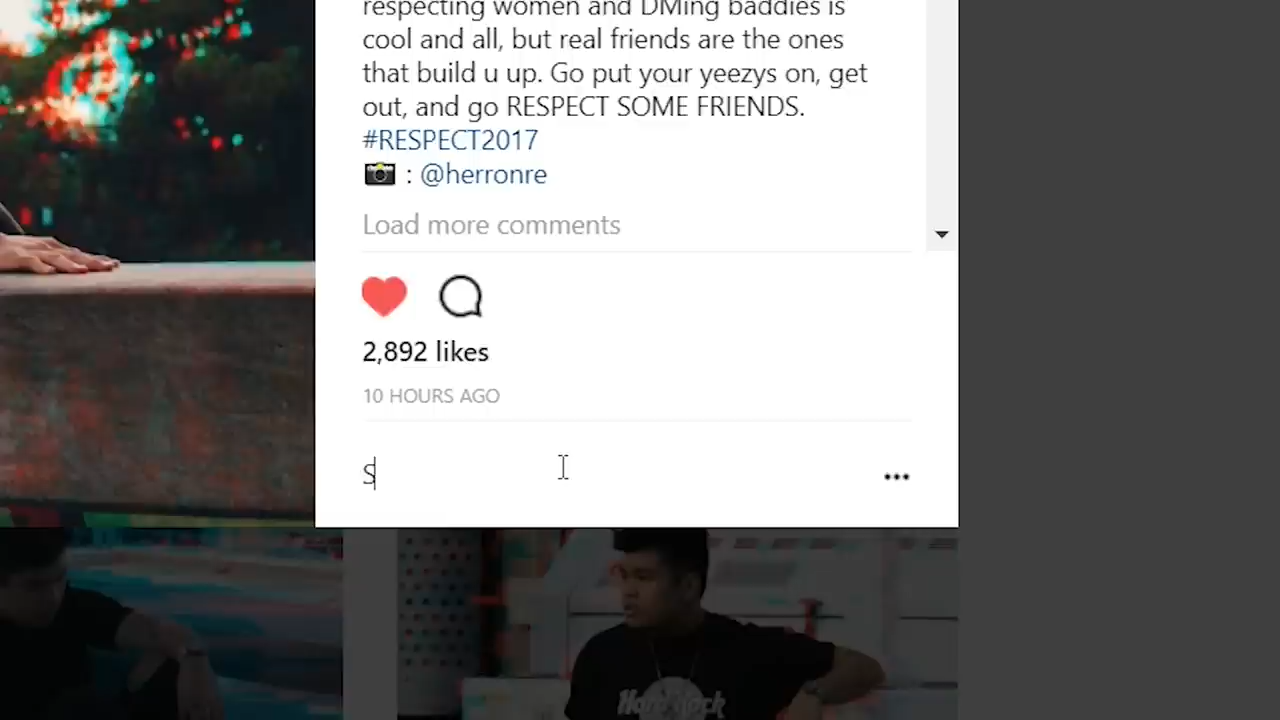 respecting women and DMing baddies is
cool and all, but real friends are the ones
that build u up. Go put your yeezys on, get
out, and go RESPECT SOME FRIENDS.
#RESPECT2017
📷 : @herronre
Load more comments
2,892 likes
10 HOURS AGO
S
Hard Rock